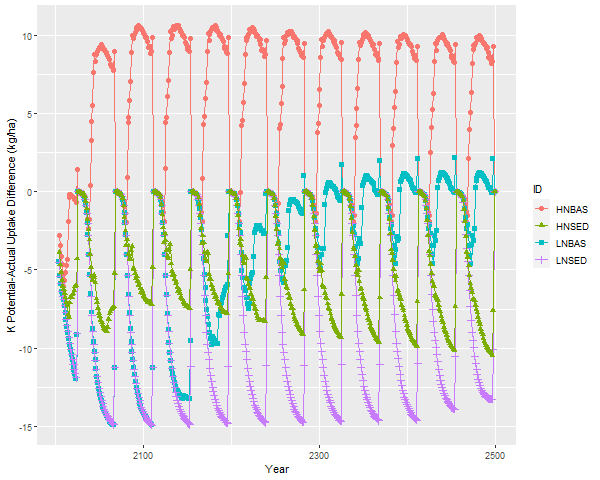 K Potential-Actual Uptake Difference (kg/ha)
10
5
0
-5
-10
-15
2100
2300
2500
Year
ID
HNBAS
HNSED
LNBAS
LNSED